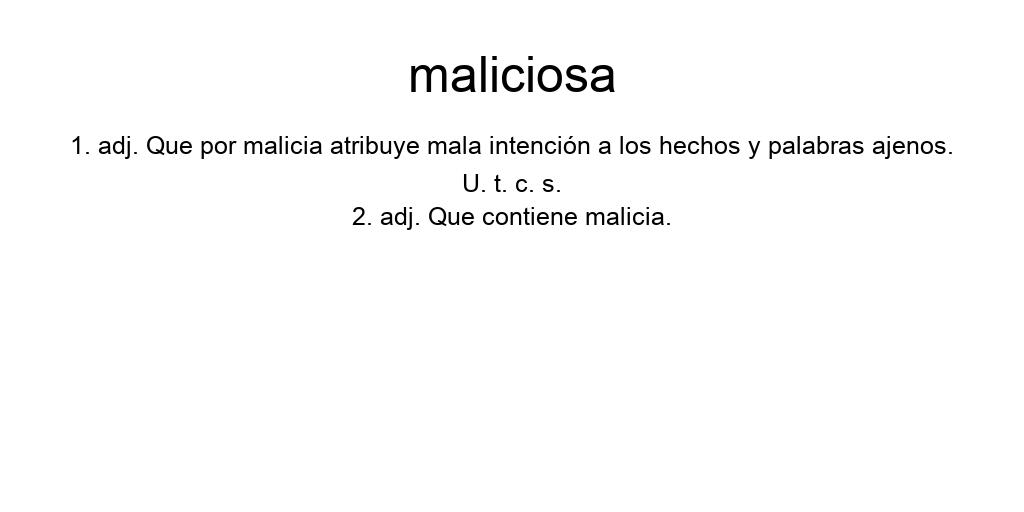 maliciosa
1. adj. Que por malicia atribuye mala intención a los hechos y palabras ajenos.
U. t. c. s.
2. adj. Que contiene malicia.